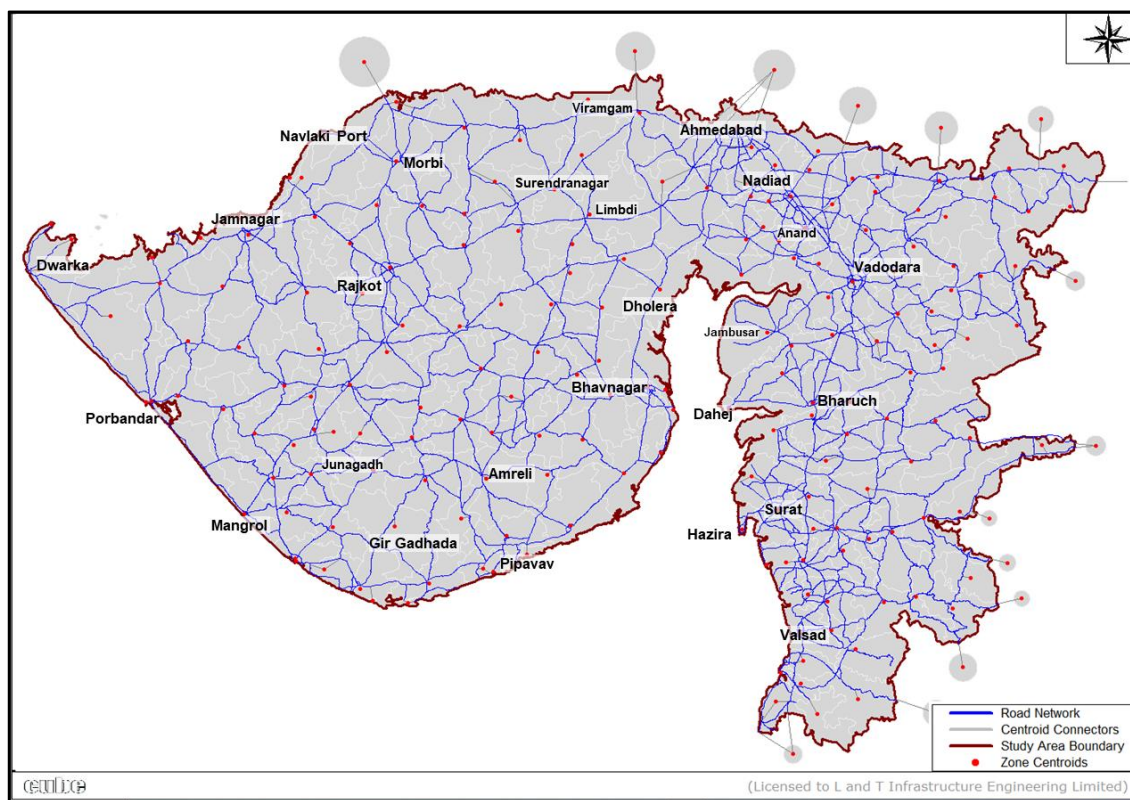 Viramgam
Ahmedabad
Navlaki Port
Morbi
Surendranagar
Nadiad
Limbdi
Jamnagar
Anand
Dwarka
Vadodara
Rajkot
Dholera
Jambusar
Bhavnagar
Bharuch
Porbandar
Dahej
Junagadh
Amreli
Surat
Mangrol
Hazira
Gir Gadhada
Pipavav
Valsad
Road Network
Centroid Connectors
Study Area Boundary
Zone Centroids
cube
(Licensed to L and T Infrastructure Engineering Limited)